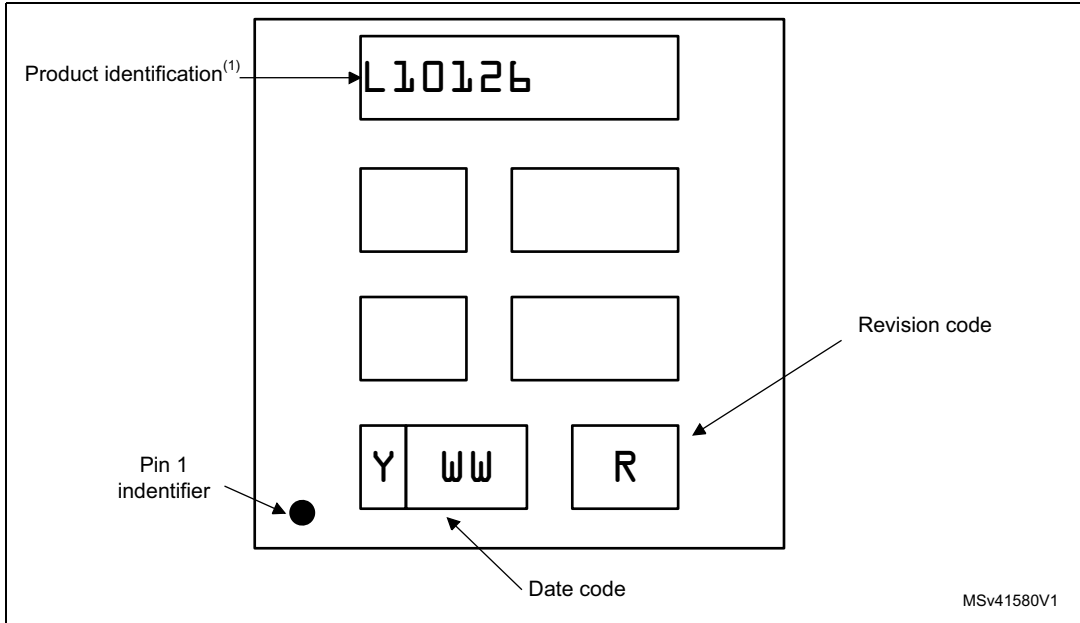 Product identification(1)
L10126
Revision code
Y WW R
Pin 1
indentifier
Date code
MSv41580V1